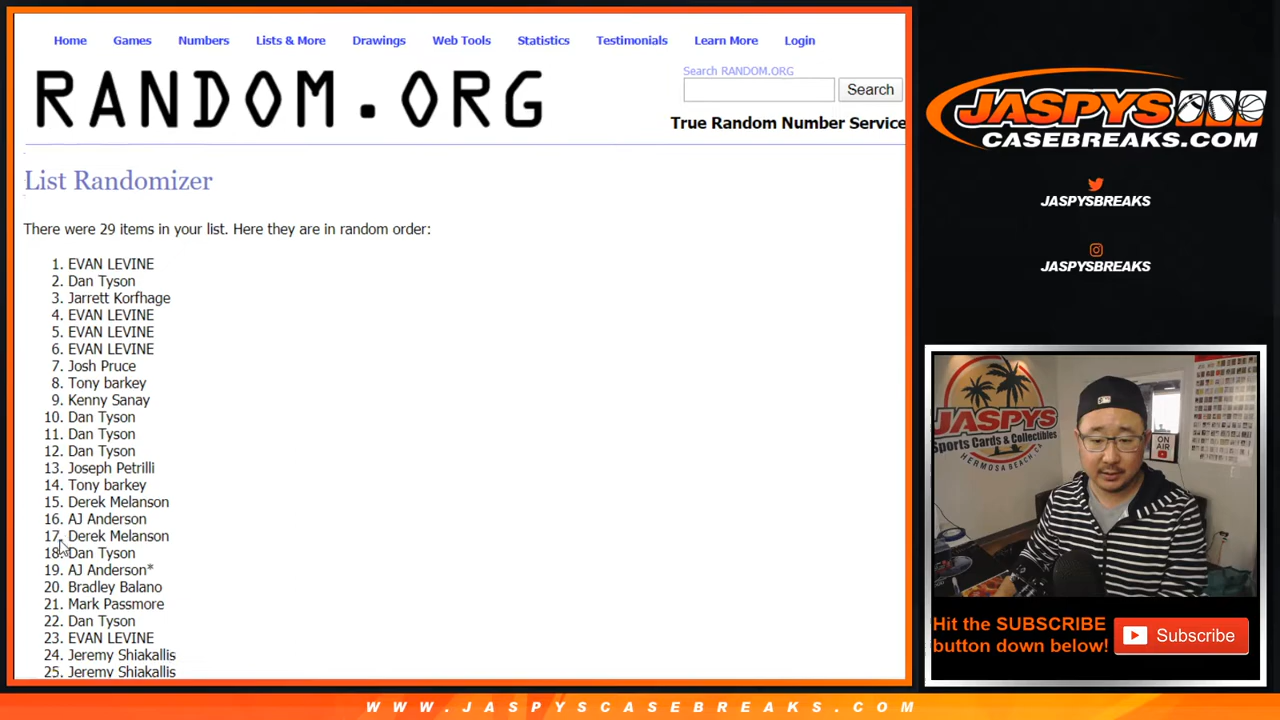 Home Games Numbers Lists & More Drawings Web Tools Statistics Testimonials Learn More Login
Search RANDOM.ORG
RANDOM.ORG
Search
True Random Number Service
List Randomizer
There were 29 items in your list. Here they are in random order:
1. EVAN LEVINE
2. Dan Tyson
3. Jarrett Korfhage
4. EVAN LEVINE
5. EVAN LEVINE
6. EVAN LEVINE
7. Josh Pruce
8. Tony barkey
9. Kenny Sanay
10. Dan Tyson
11. Dan Tyson
12. Dan Tyson
13. Joseph Petrilli
14. Tony barkey
15. Derek Melanson
16. AJ Anderson
17. Derek Melanson
18. Dan Tyson
19. AJ Anderson*
20. Bradley Balano
21. Mark Passmore
22. Dan Tyson
23. EVAN LEVINE
24. Jeremy Shiakallis
25. Jeremy Shiakallis
JASPYS
CASEBREAKS.COM
JASPYSBREAKS
JASPYSBREAKS
JASPYS
Sports Cards & Collectibles
HERMOSA BEACH, CA
ON AIR
Hit the SUBSCRIBE
button down below!
Subscribe
WWW.JASPYSCASEBREAKS.COM